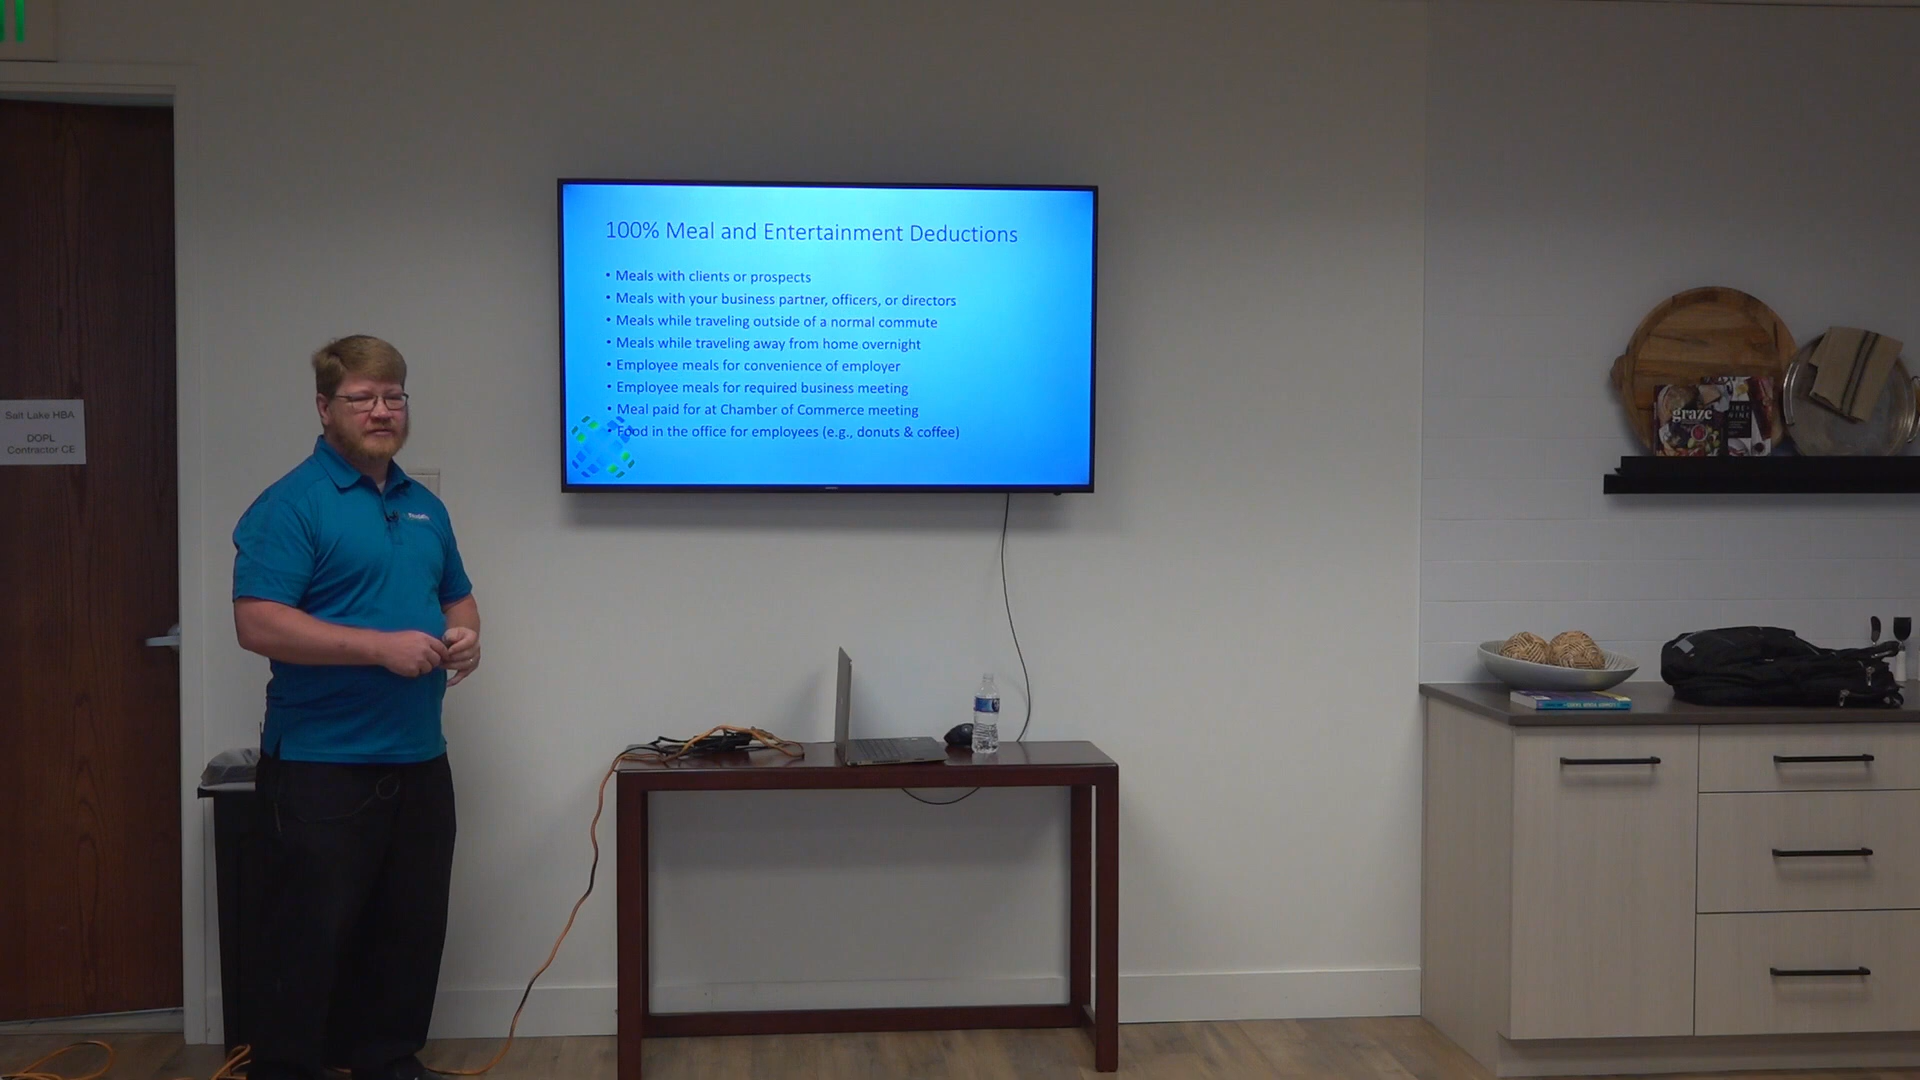 Salt Lake HBA
DOPL
Contractor CE
100% Meal and Entertainment Deductions
• Meals with clients or prospects
• Meals with your business partner, officers, or directors
• Meals while traveling outside of a normal commute
• Meals while traveling away from home overnight
• Employee meals for convenience of employer
• Employee meals for required business meeting
• Meal paid for at Chamber of Commerce meeting
• Food in the office for employees (e.g., donuts & coffee)
graze